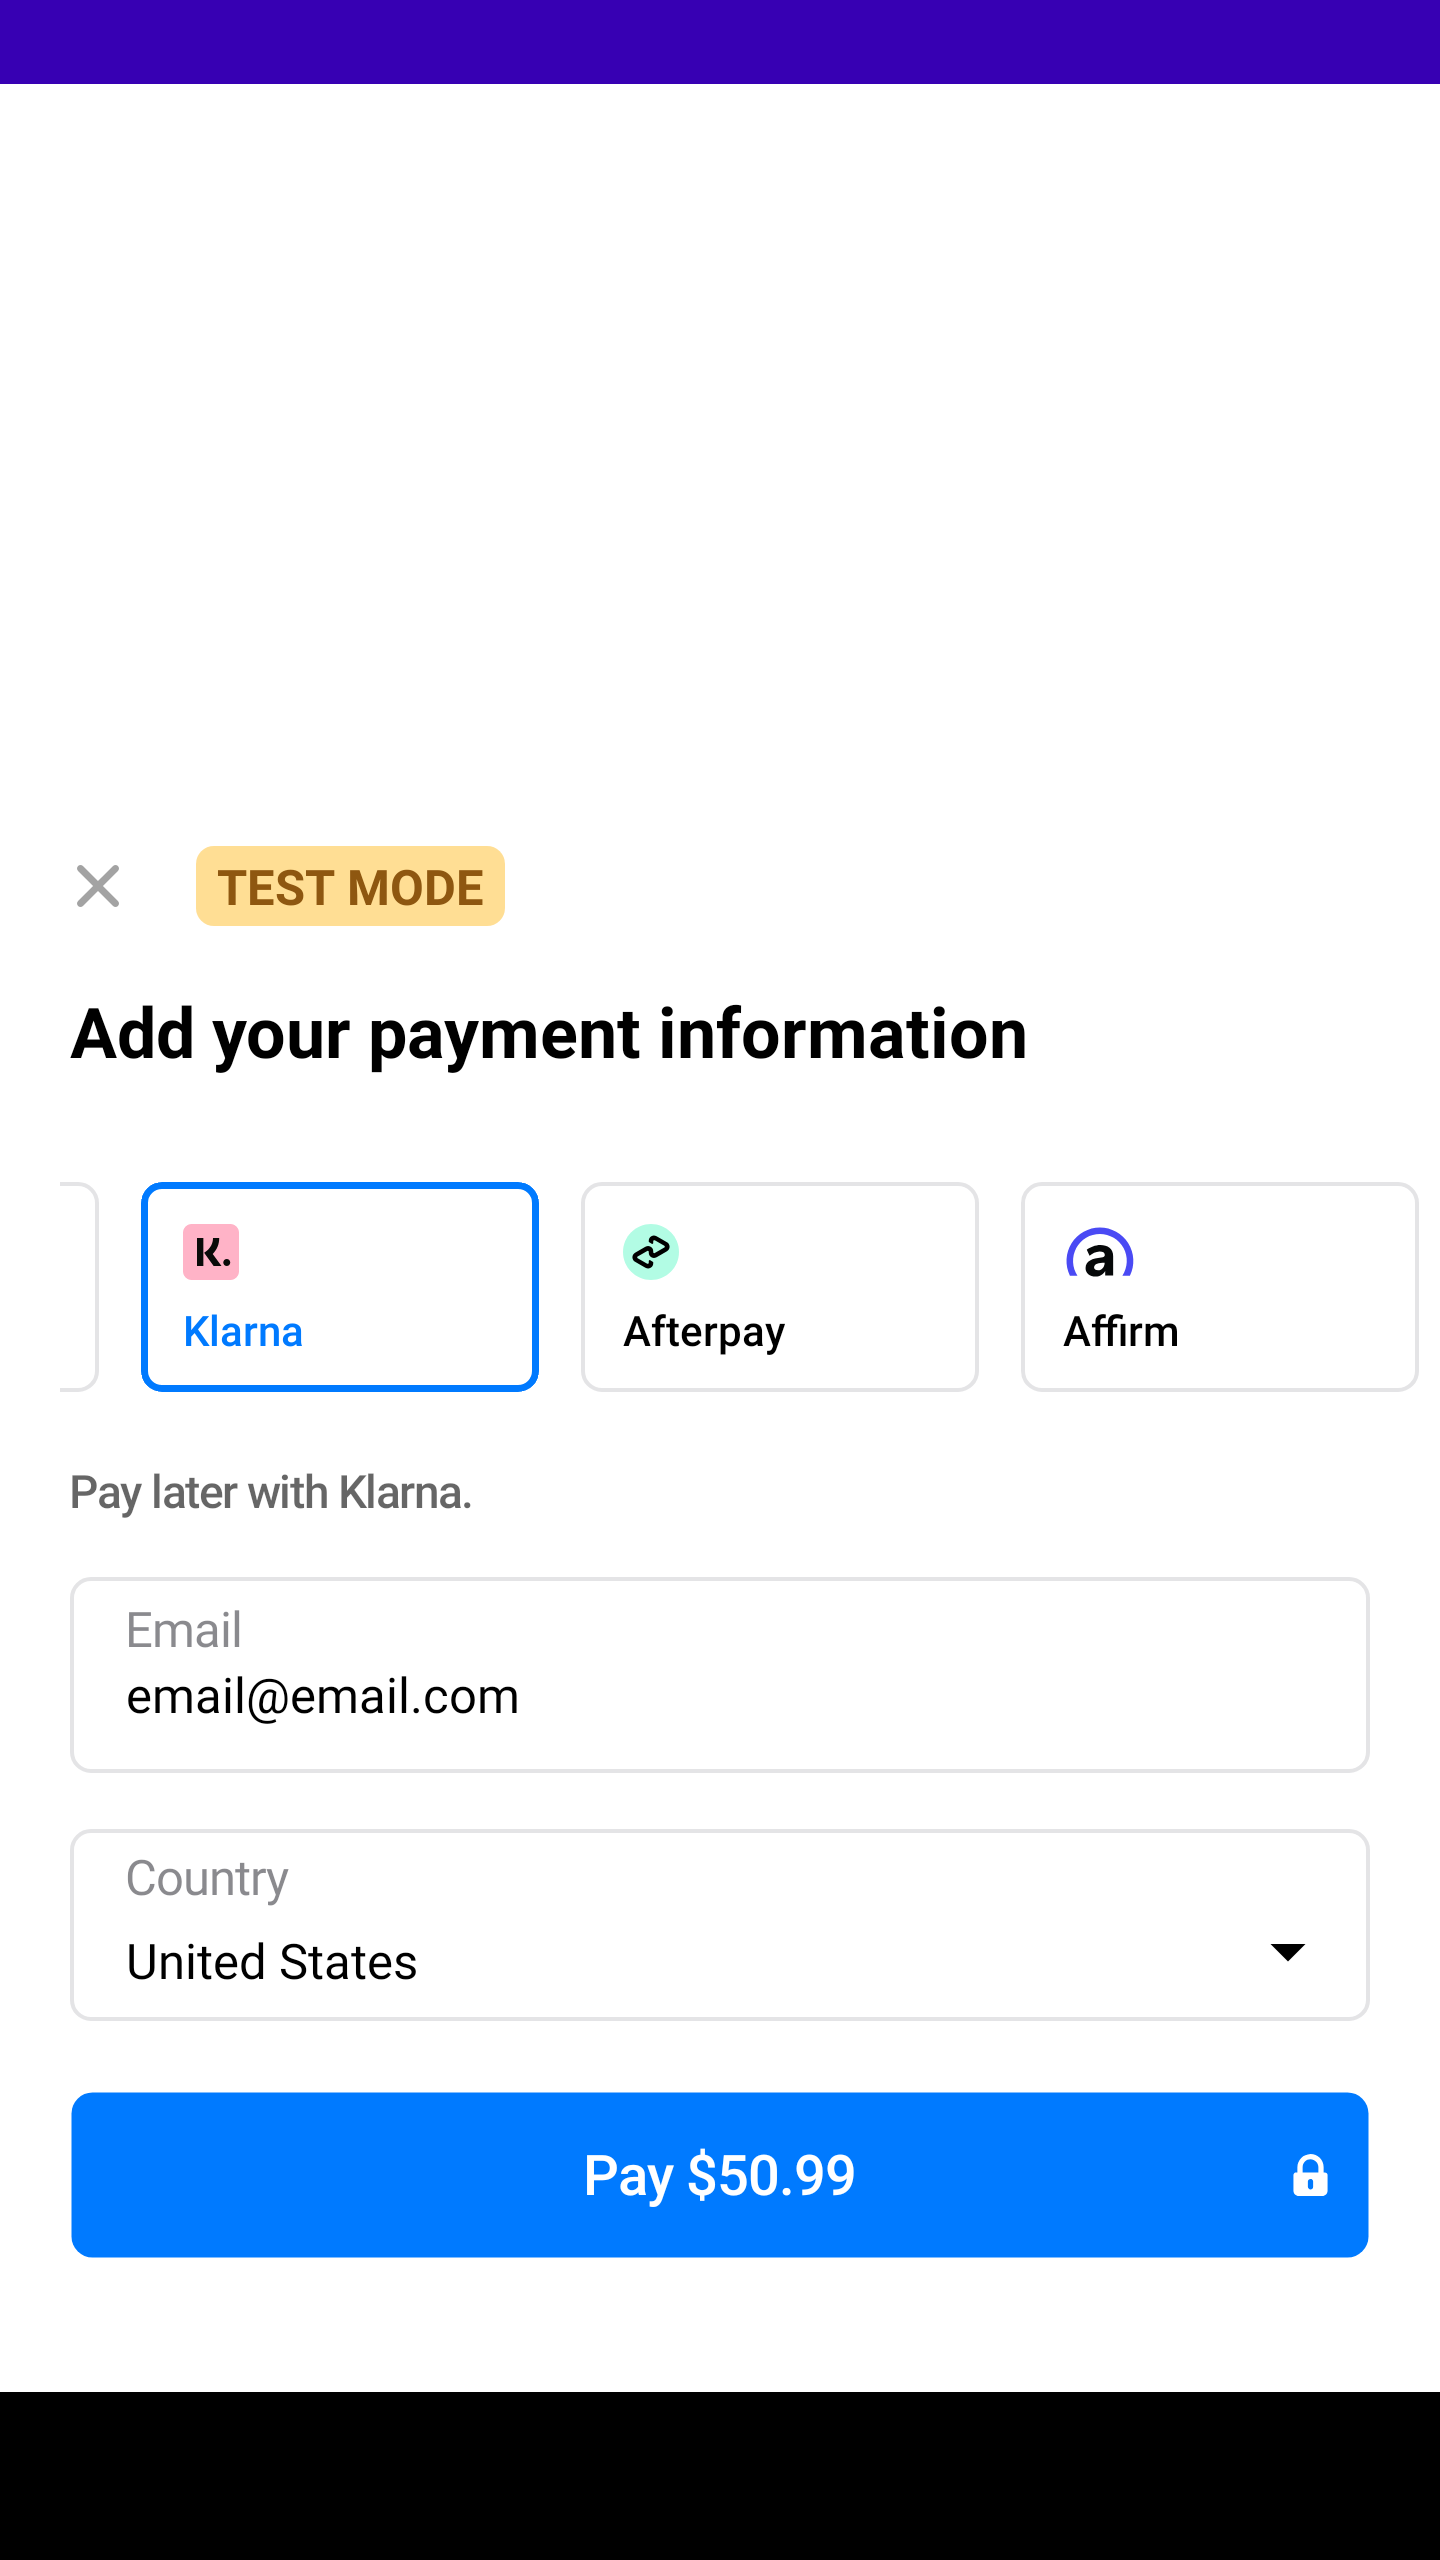 TEST MODE
Add your payment information
K.
a
Klarna
Afterpay
Affirm
Pay later with Klarna.
Email
email@email.com
Country
United States
Pay $50.99